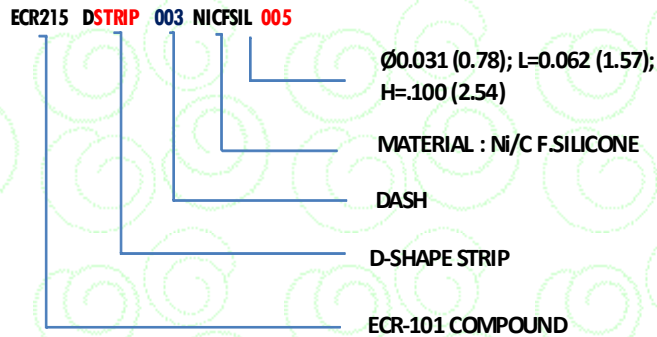 ECR215 DSTRIP 003 NICFSIL 005
Ø0.031 (0.78); L=0.062 (1.57);
H=.100 (2.54)
MATERIAL : Ni/C F.SILICONE
DASH
D-SHAPE STRIP
ECR-101 COMPOUND